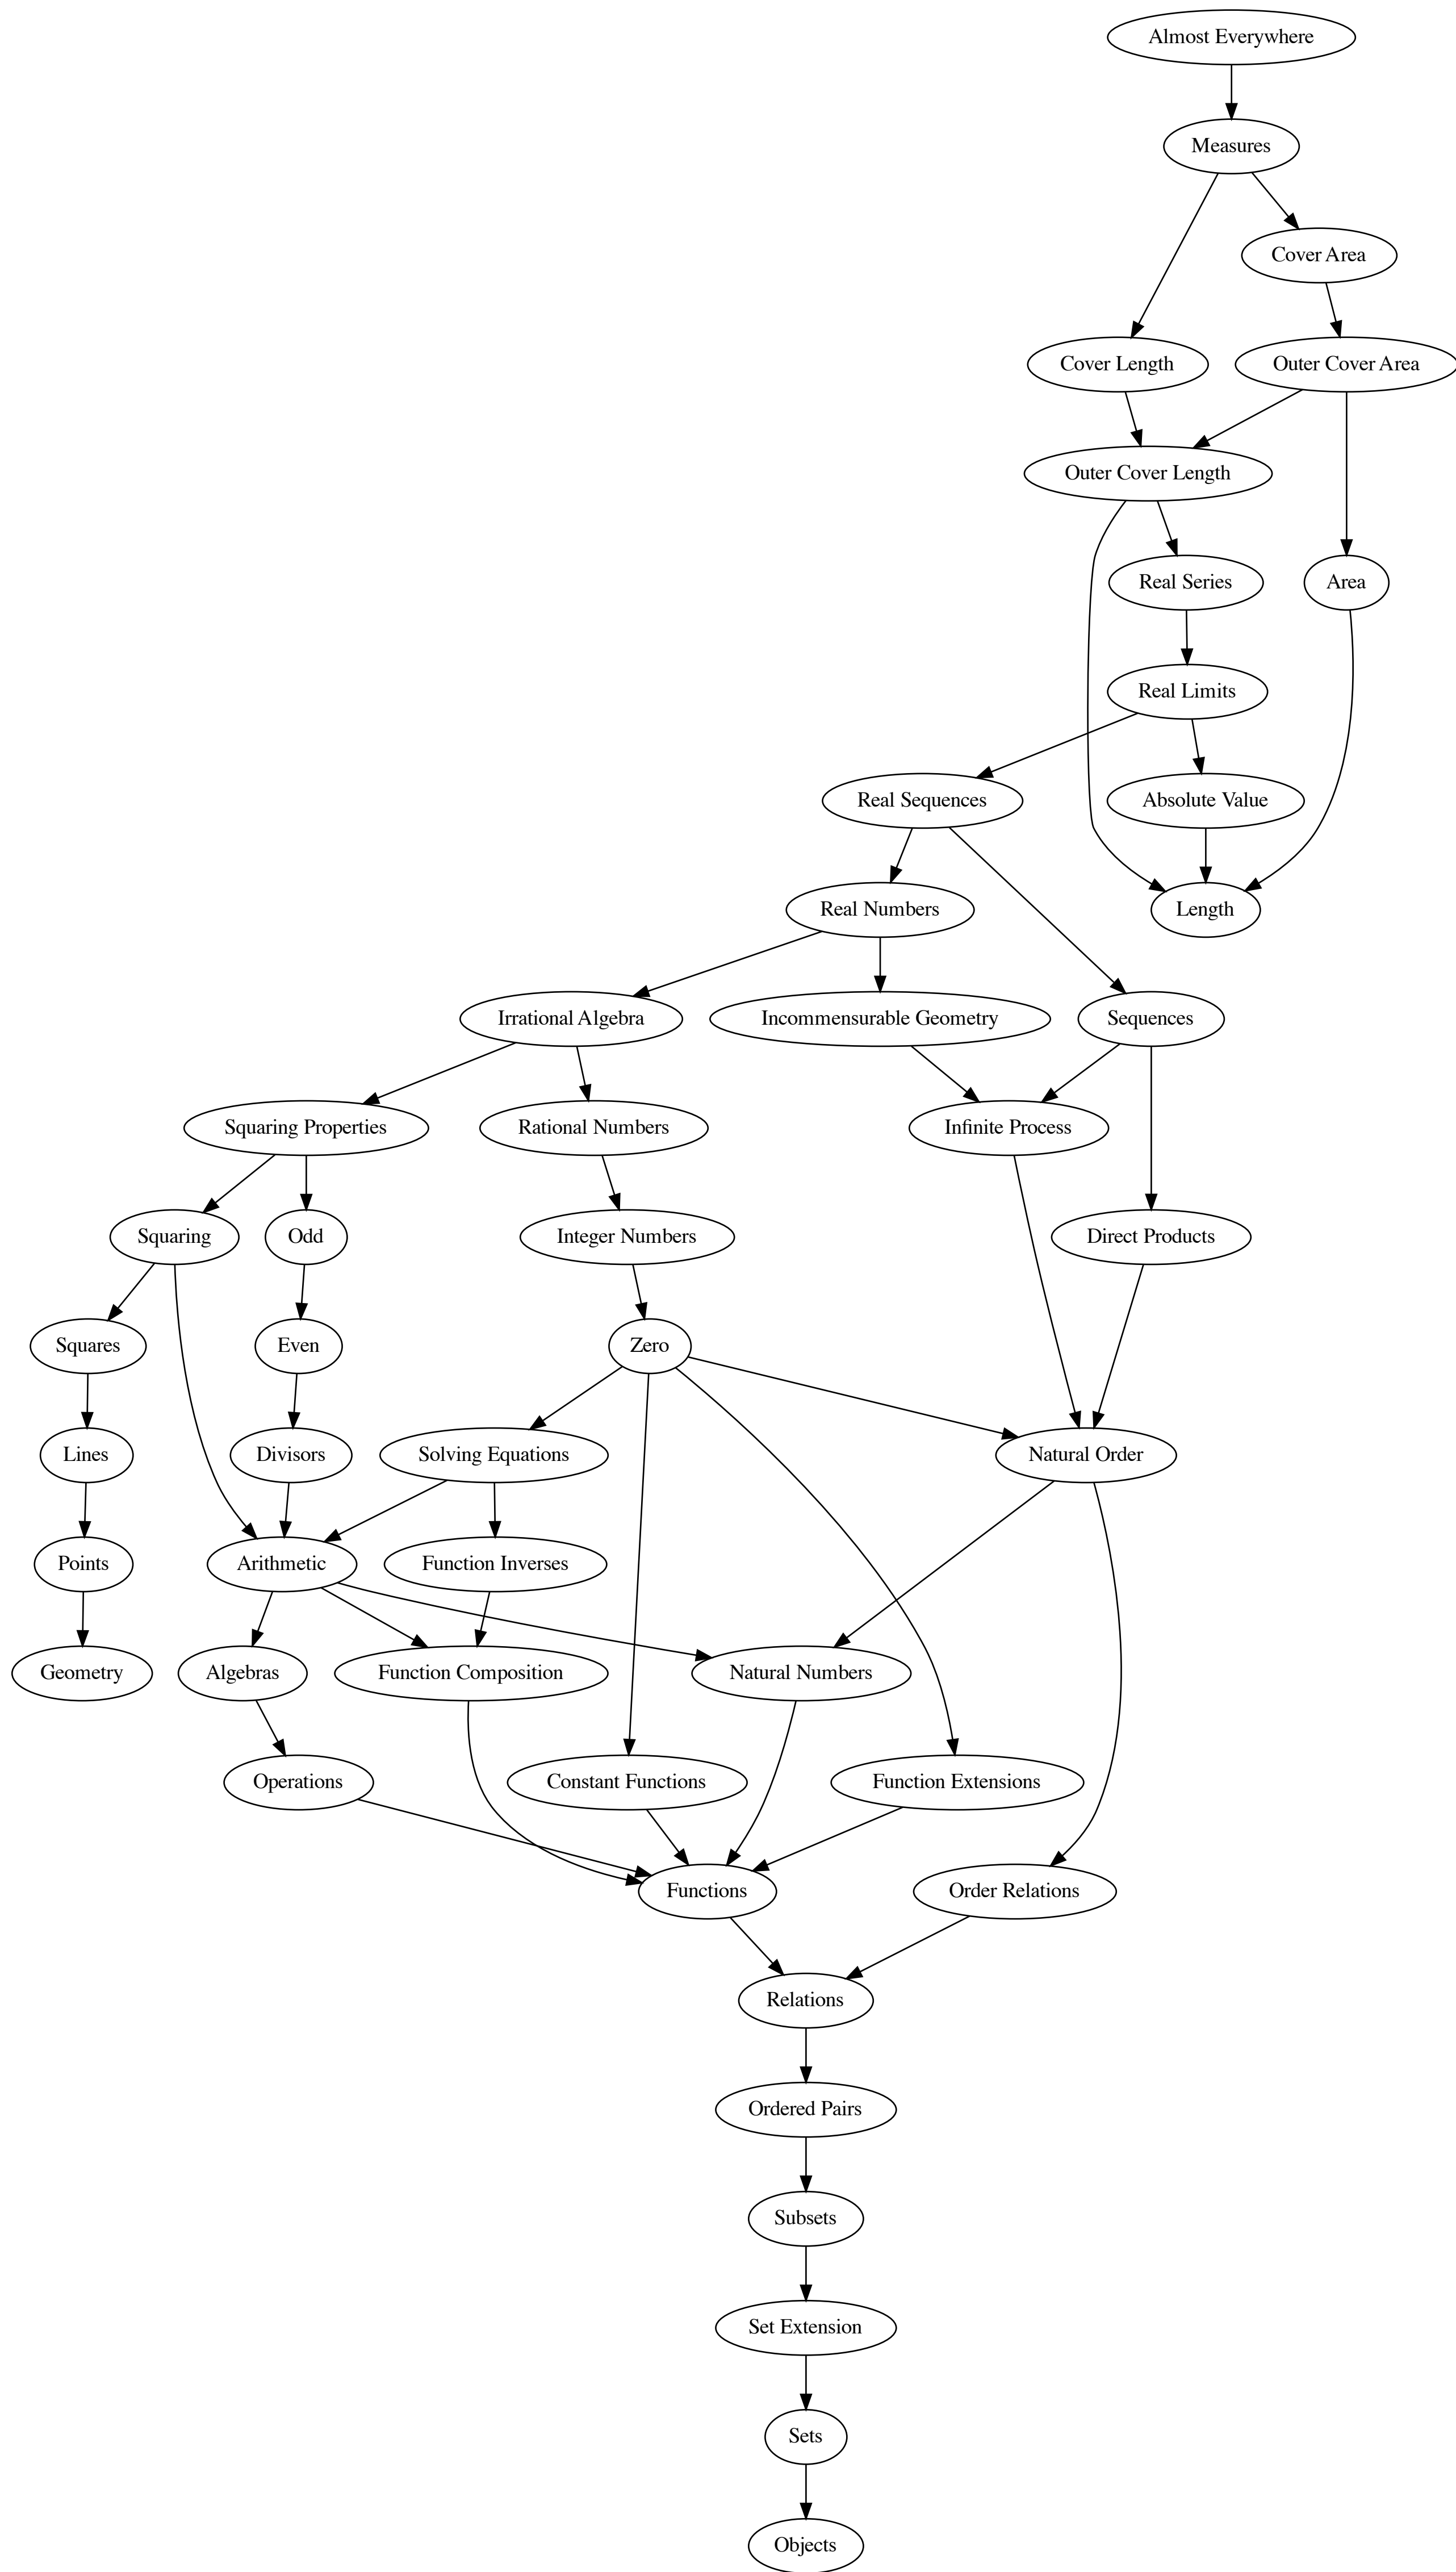 Almost Everywhere
Measures
Cover Area
Cover Length
Outer Cover Area
Outer Cover Length
Real Series
Area
Real Limits
Real Sequences
Absolute Value
Real Numbers
Length
Irrational Algebra
Incommensurable Geometry
Sequences
Squaring Properties
Rational Numbers
Infinite Process
Squaring
Odd
Integer Numbers
Direct Products
Squares
Even
Zero
Lines
Divisors
Solving Equations
Natural Order
Points
Arithmetic
Function Inverses
Geometry
Algebras
Function Composition
Natural Numbers
Operations
Constant Functions
Function Extensions
Functions
Order Relations
Relations
Ordered Pairs
Subsets
Set Extension
Sets
Objects